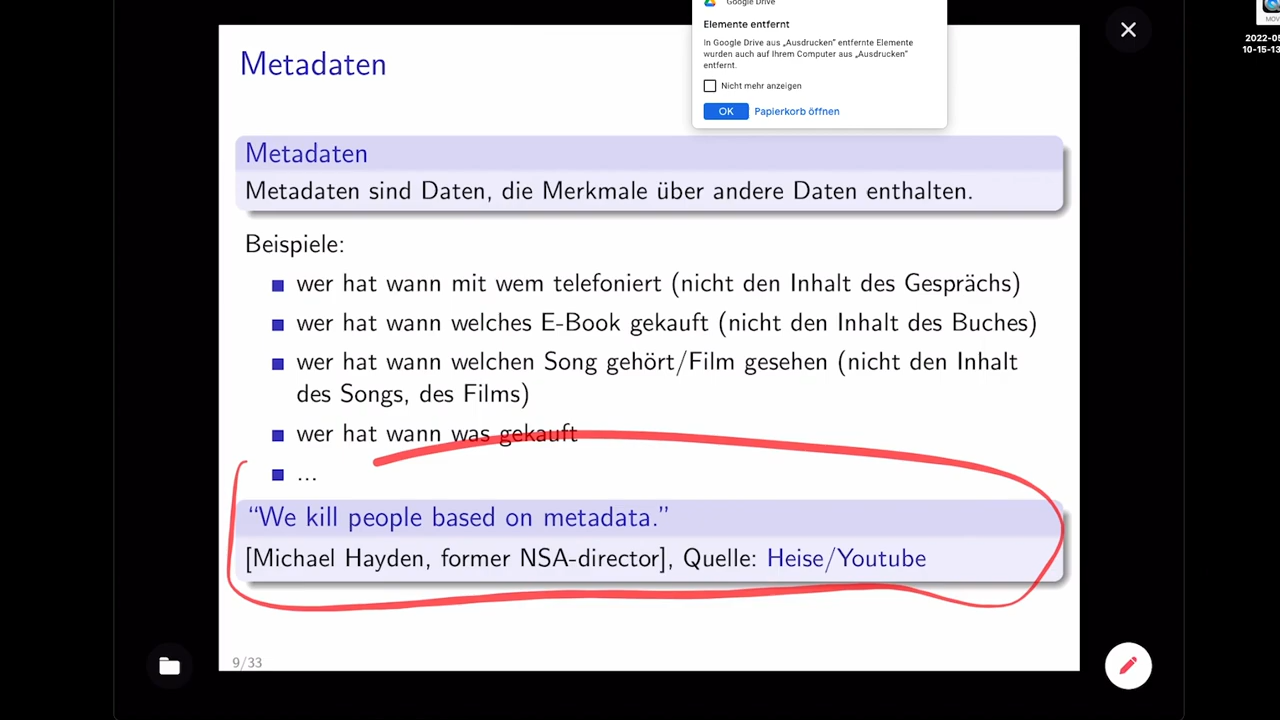 Google Drive
Elemente entfernt
In Google Drive aus „Ausdrucken” entfernte Elemente
wurden auch auf Ihrem Computer aus „Ausdrucken”
entfernt.
Nicht mehr anzeigen
OK Papierkorb öffnen
MOV
2022-05
10-15-13
Metadaten
Metadaten
Metadaten sind Daten, die Merkmale über andere Daten enthalten.
Beispiele:
wer hat wann mit wem telefoniert (nicht den Inhalt des Gesprächs)
wer hat wann welches E-Book gekauft (nicht den Inhalt des Buches)
wer hat wann welchen Song gehört/Film gesehen (nicht den Inhalt
des Songs, des Films)
wer hat wann was gekauft
...
“We kill people based on metadata.”
[Michael Hayden, former NSA-director], Quelle: Heise/Youtube
9/33